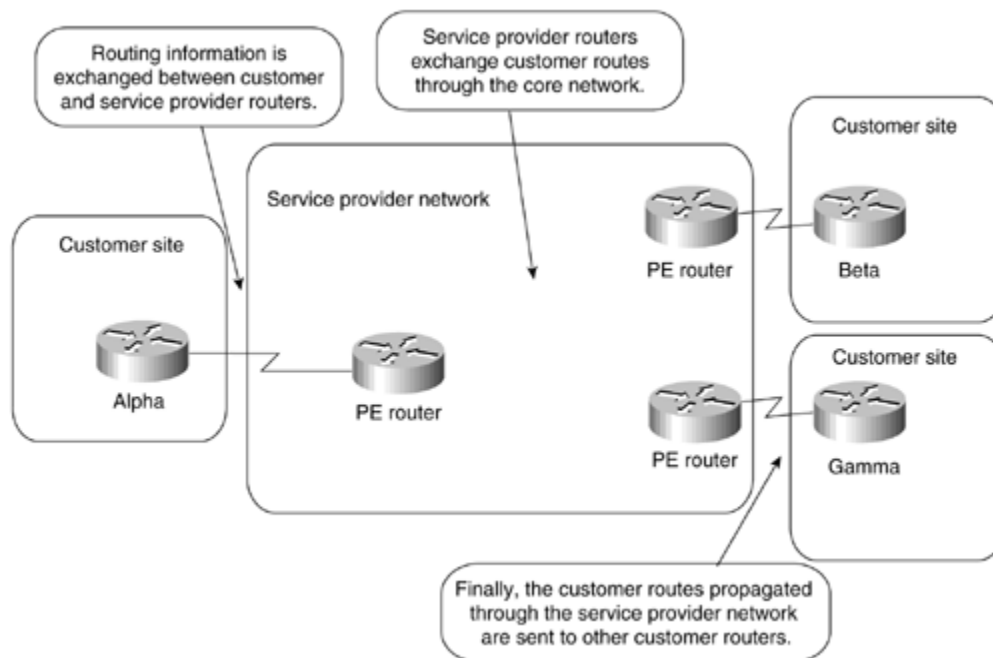 Routing information is
exchanged between customer
and service provider routers.
Service provider routers
exchange customer routes
through the core network.
Customer site
Service provider network
PE router
Beta
Customer site
Alpha
PE router
Customer site
PE router
Gamma
Finally, the customer routes propagated
through the service provider network
are sent to other customer routers.